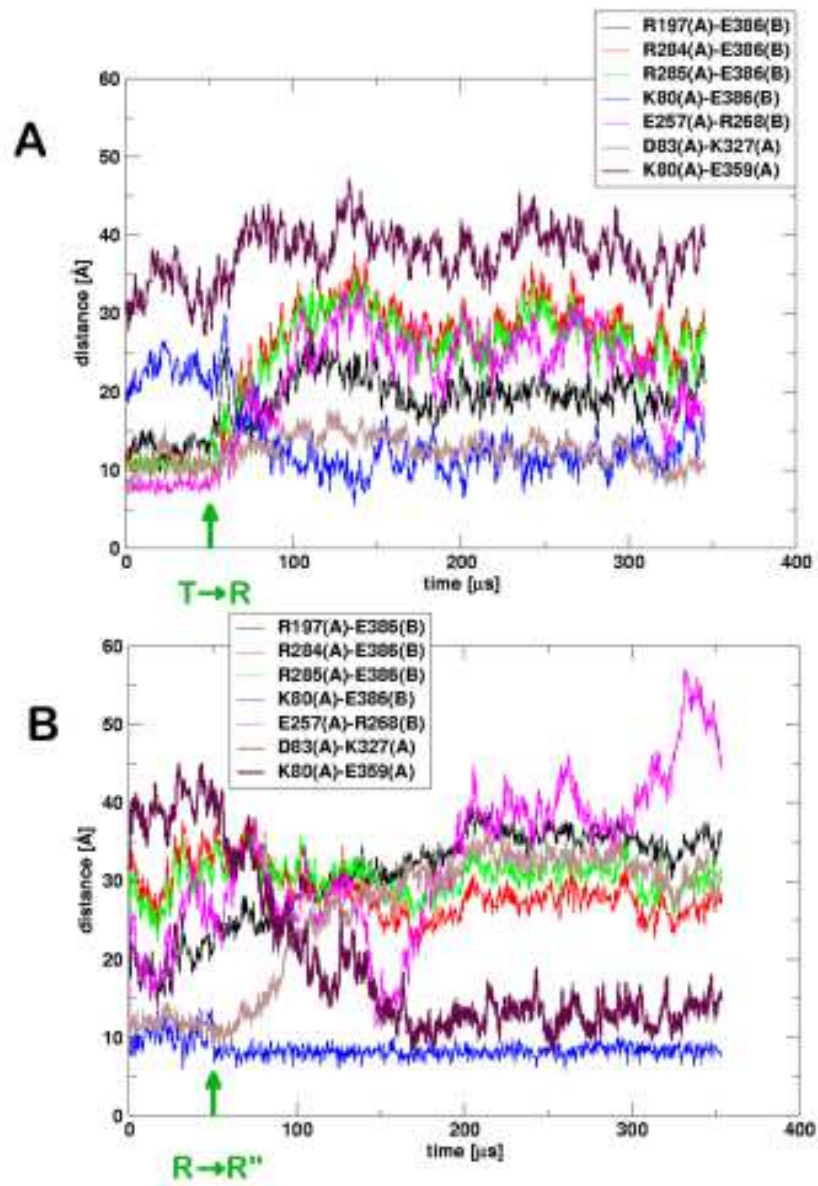 A
R197(A)-E386(B)
R284(A)-E386(B)
R285(A)-E386(B)
K80(A)-E386(B)
E257(A)-R268(B)
D83(A)-K327(A)
K80(A)-E359(A)
60
50
40
30
20
10
0
distance [Å]
0 100 200 300 400
time [µs]
T→R
B
R197(A)-E386(B)
R284(A)-E386(B)
R285(A)-E386(B)
K80(A)-E386(B)
E257(A)-R268(B)
D83(A)-K327(A)
K80(A)-E359(A)
60
50
40
30
20
10
0
distance [Å]
0 100 200 300 400
time [µs]
R→R"